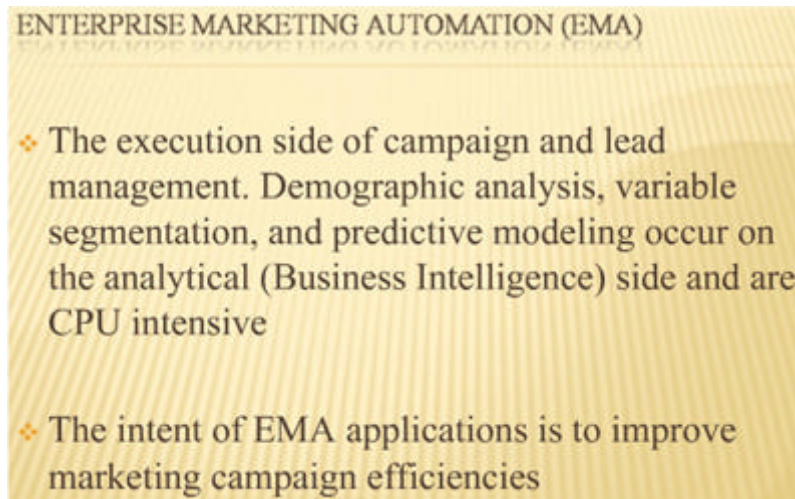 ENTERPRISE MARKETING AUTOMATION (EMA)
The execution side of campaign and lead
management. Demographic analysis, variable
segmentation, and predictive modeling occur on
the analytical (Business Intelligence) side and are
CPU intensive
The intent of EMA applications is to improve
marketing campaign efficiencies